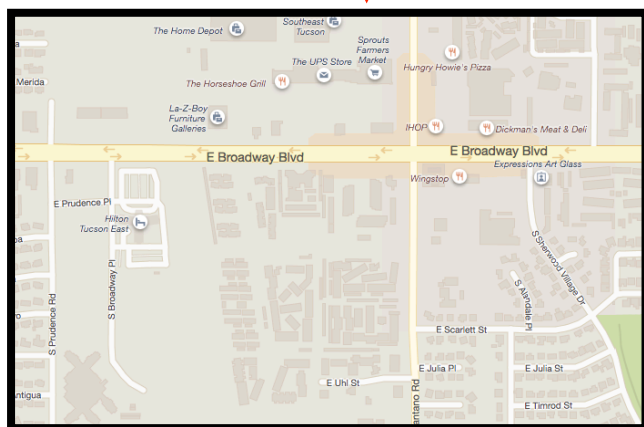 The Home Depot
Southeast
Tucson
Sprouts
Farmers
Market
The UPS Store
Hungry Howie's Pizza
Merida
The Horseshoe Grill
La-Z-Boy
Furniture
Galleries
IHOP
Dickman's Meat & Deli
E Broadway Blvd
E Broadway Blvd
Expressions Art Glass
Wingstop
E Prudence Pl
Hilton
Tucson East
S Sherwood Village Dr
S Broadway Pl
S Alandale Pl
S Prudence Rd
E Scarlett St
E Julia Pl
E Julia St
E Uhl St
antano Rd
Antigua
E Timrod St